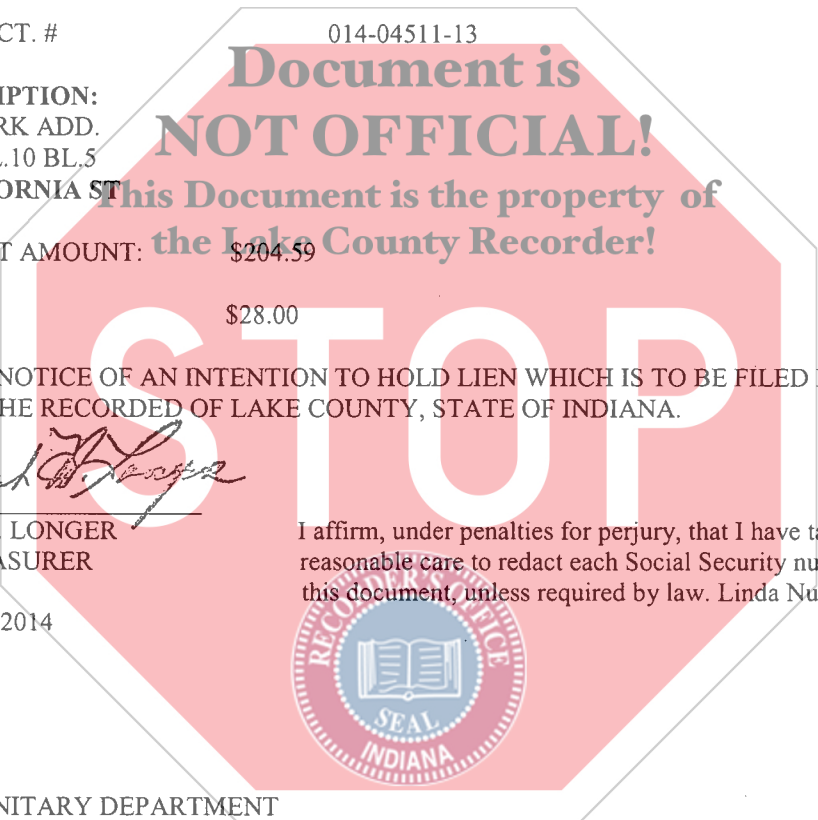 CT. # 014-04511-13
Document is
IPTION:
NOT OFFICIAL!
RK ADD.
L.10 BL.5
This Document is the property of
ORNIA ST
the Lake County Recorder!
T AMOUNT: $204.59
$28.00
STOP
NOTICE OF AN INTENTION TO HOLD LIEN WHICH IS TO BE FILED
HE RECORDED OF LAKE COUNTY, STATE OF INDIANA.
. LONGER
ASURER
I affirm, under penalties for perjury, that I have ta
reasonable care to redact each Social Security nu
this document, unless required by law. Linda Nu
2014
RECORDER'S OFFICE
SEAL
INDIANA
NITARY DEPARTMENT